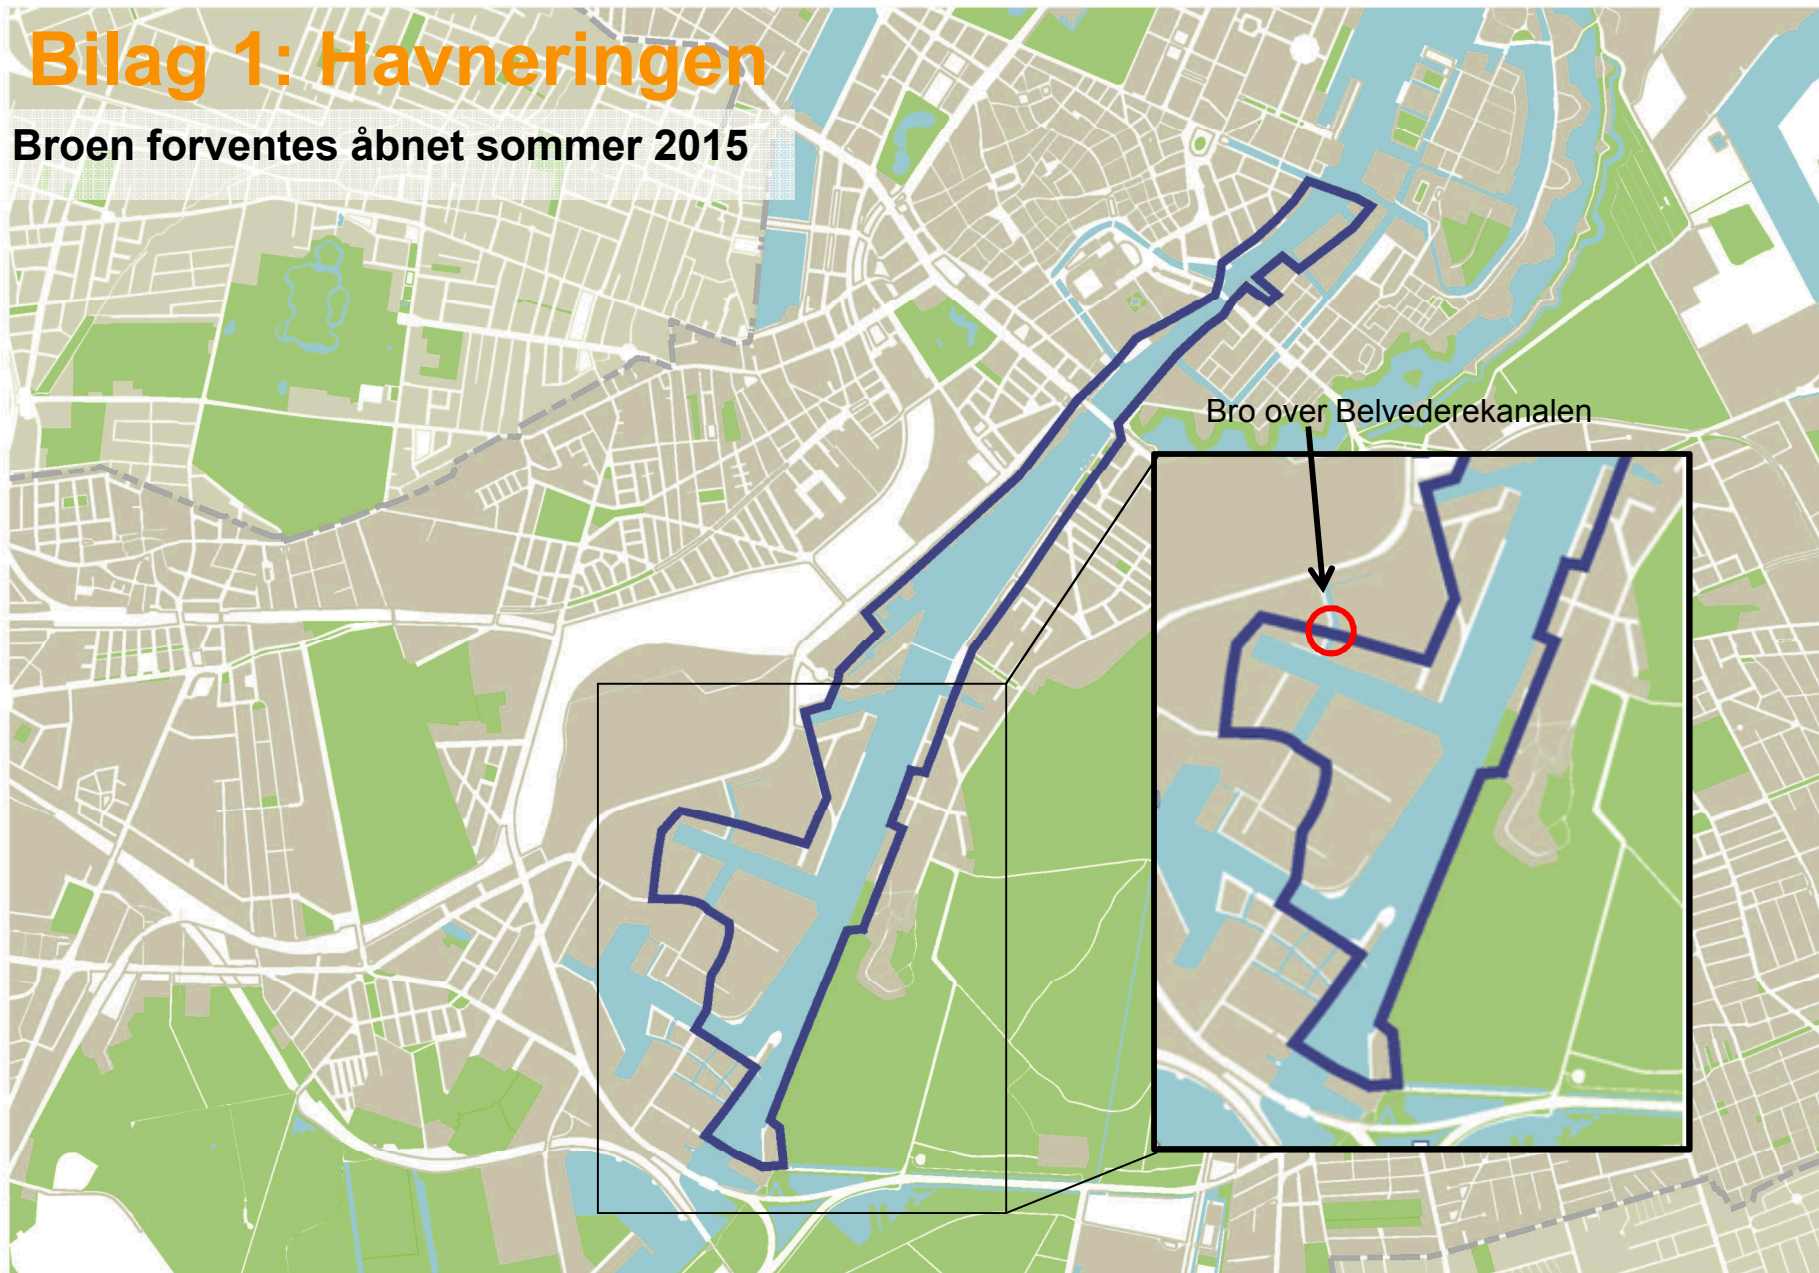 Bilag 1: Havneringen
Broen forventes åbnet sommer 2015
Bro over Belvederekanalen